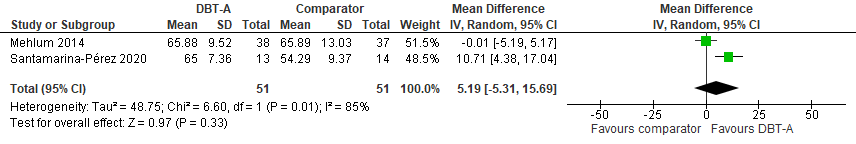 DBT-A Comparator Mean Difference Mean Difference
Study or Subgroup Mean SD Total Mean SD Total Weight IV, Random, 95% CI IV, Random, 95% CI
Mehlum 2014 65.88 9.52 38 65.89 13.03 37 51.5% -0.01 [-5.19, 5.17]
Santamarina-Pérez 2020 65 7.36 13 54.29 9.37 14 48.5% 10.71 [4.38, 17.04]
Total (95% CI) 51 51 100.0% 5.19 [-5.31, 15.69]
Heterogeneity: Tau² = 48.75; Chi² = 6.60, df = 1 (P = 0.01); I² = 85%
Test for overall effect: Z = 0.97 (P = 0.33)
-50 -25 0 25 50
Favours comparator Favours DBT-A